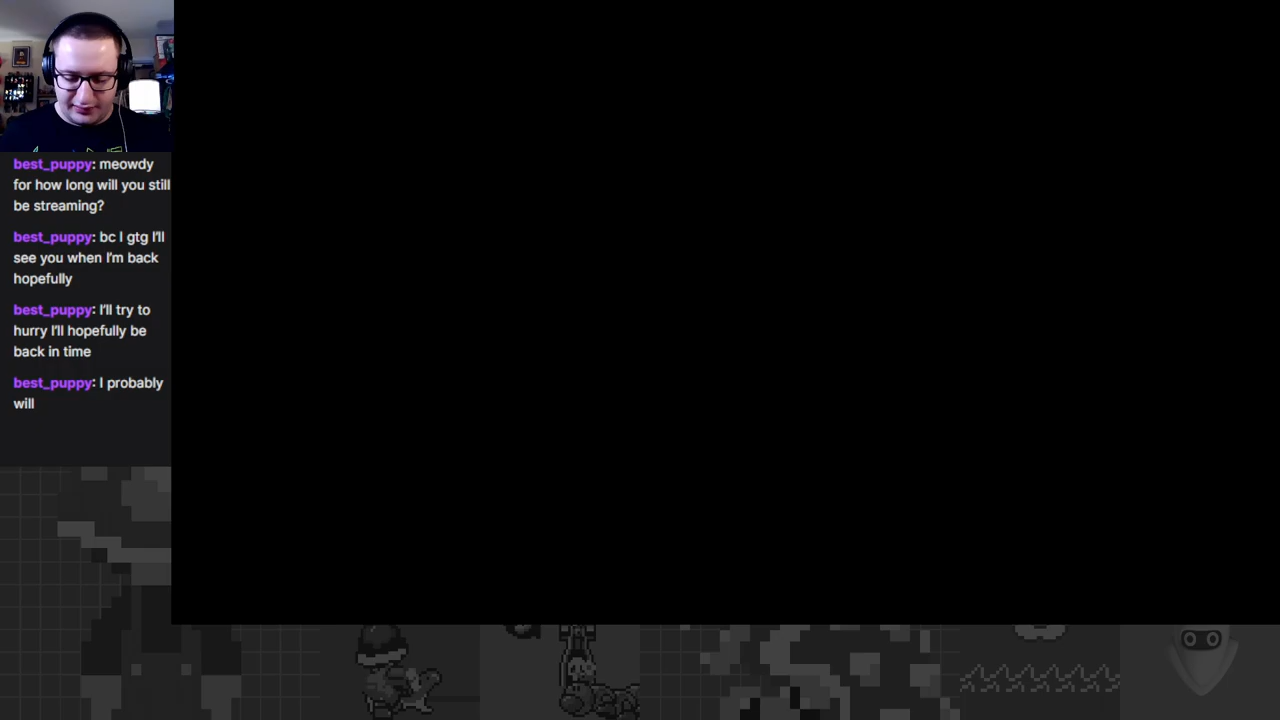 best_puppy: meowdy
for how long will you still
be streaming?
best_puppy: bc I gtg I'll
see you when I'm back
hopefully
best_puppy: I'll try to
hurry I'll hopefully be
back in time
best_puppy: I probably
will